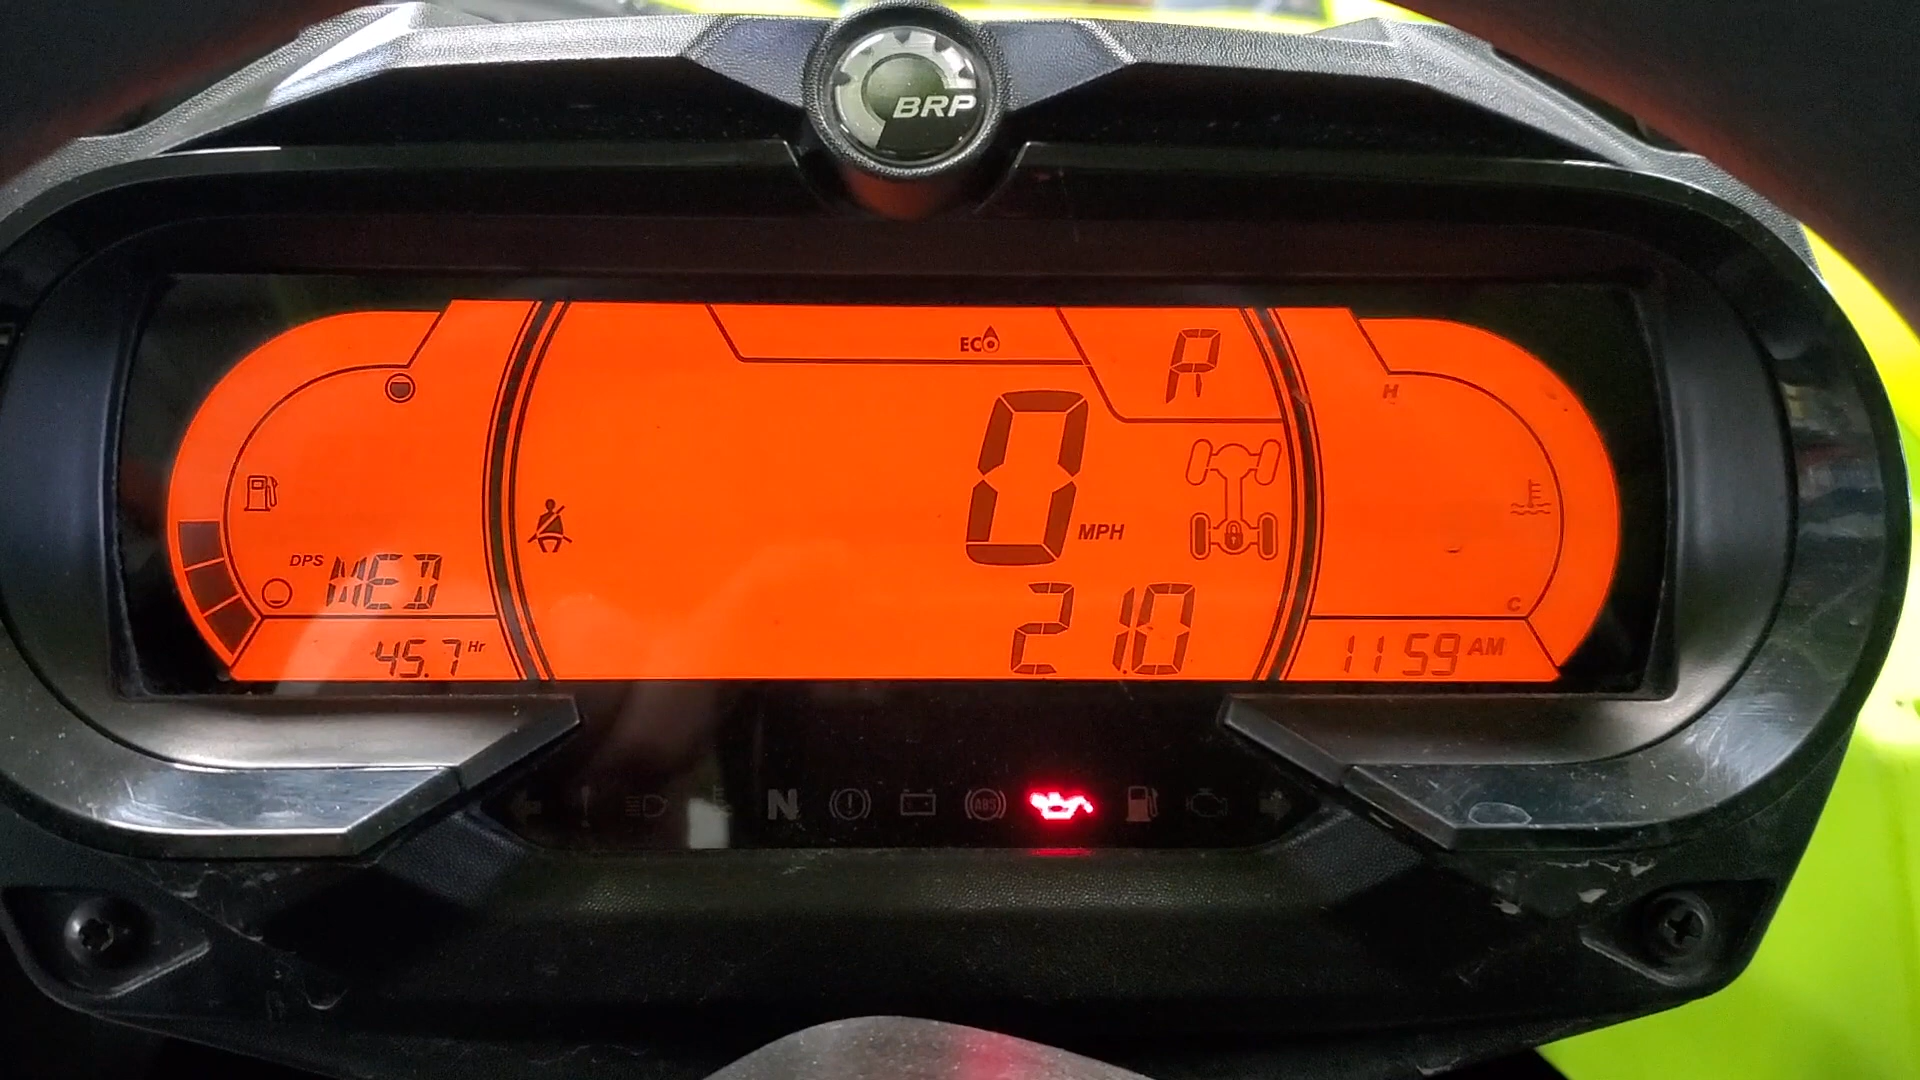 BRP
ECO
R
H
0 MPH
DPS MED
C
45.7 Hr
21.0
11 59 AM
N
ABS